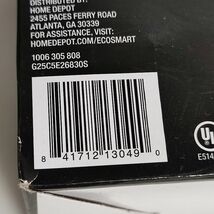 DISTRIBUTED BY:
HOME DEPOT
2455 PACES FERRY ROAD
ATLANTA, GA 30339
FOR ASSISTANCE, VISIT:
HOMEDEPOT.COM/ECOSMART
1006 305 808
G25C5E26830S
UL
E514
8 41712 13049 0